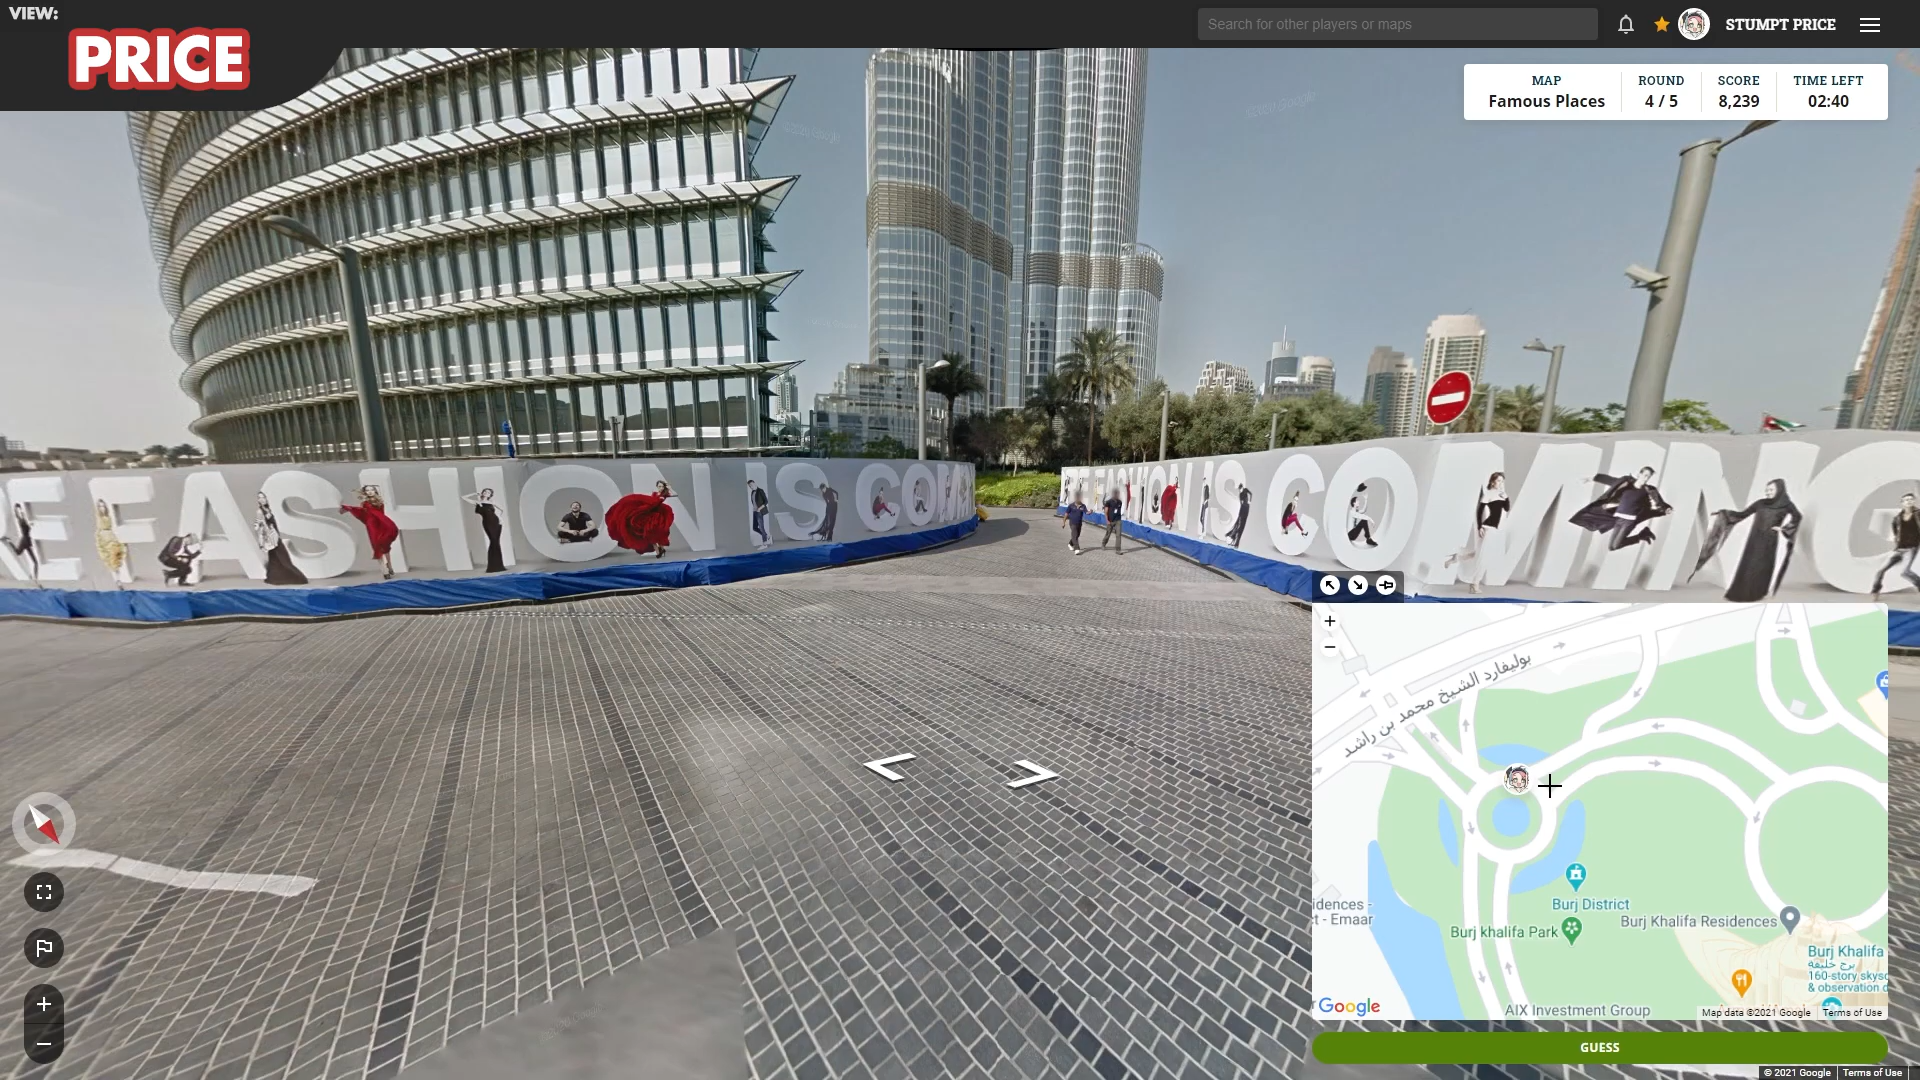 VIEW:
PRICE
Search for other players or maps
STUMPT PRICE
MAP
Famous Places
ROUND
4 / 5
SCORE
8,239
TIME LEFT
02:40
E FASHION IS COM
RE FASHION IS COMING
+
−
بوليفارد الشيخ محمد بن راشد
idences -
ct - Emaar
Burj District
Burj khalifa Park
Burj Khalifa Residences
Burj Khalifa
برج خليفة
160-story skysc
& observation d
AIX Investment Group
Google
Map data ©2021 Google
Terms of Use
GUESS
+
−
© 2021 Google
Terms of Use